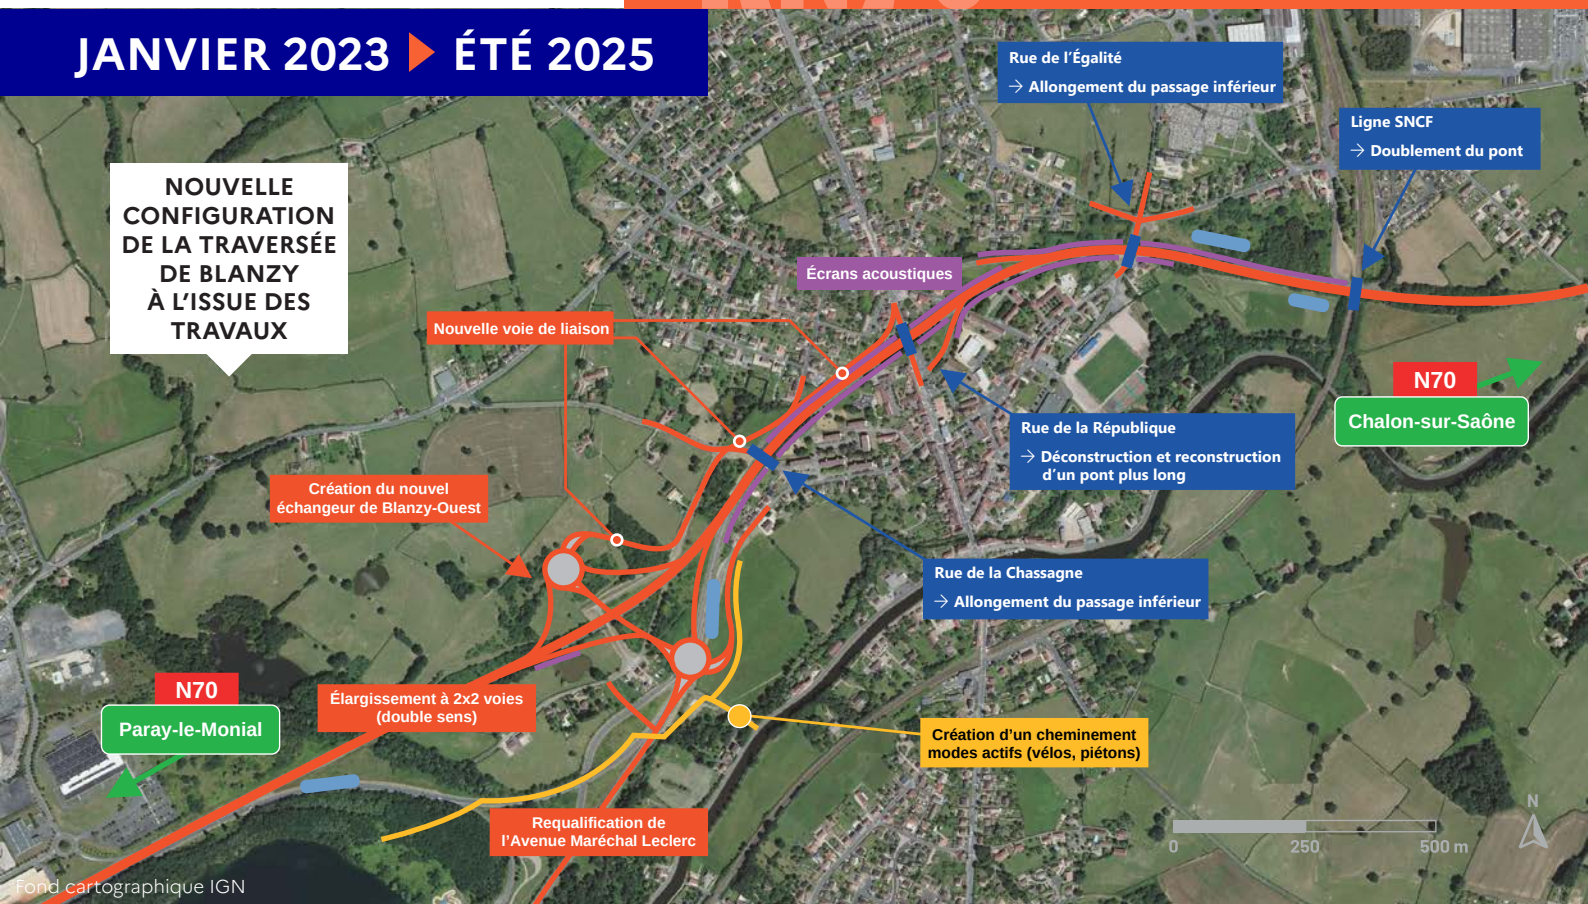 JANVIER 2023 ÉTÉ 2025
NOUVELLE
CONFIGURATION
DE LA TRAVERSÉE
DE BLANZY
À L'ISSUE DES
TRAVAUX
Rue de l'Égalité
→ Allongement du passage inférieur
Ligne SNCF
→ Doublement du pont
Écrans acoustiques
Nouvelle voie de liaison
N70
Chalon-sur-Saône
Rue de la République
→ Déconstruction et reconstruction
d'un pont plus long
Création du nouvel
échangeur de Blanzy-Ouest
Rue de la Chassagne
→ Allongement du passage inférieur
N70
Paray-le-Monial
Élargissement à 2x2 voies
(double sens)
Création d'un cheminement
modes actifs (vélos, piétons)
Requalification de
l'Avenue Maréchal Leclerc
N
0 250 500 m
Fond cartographique IGN